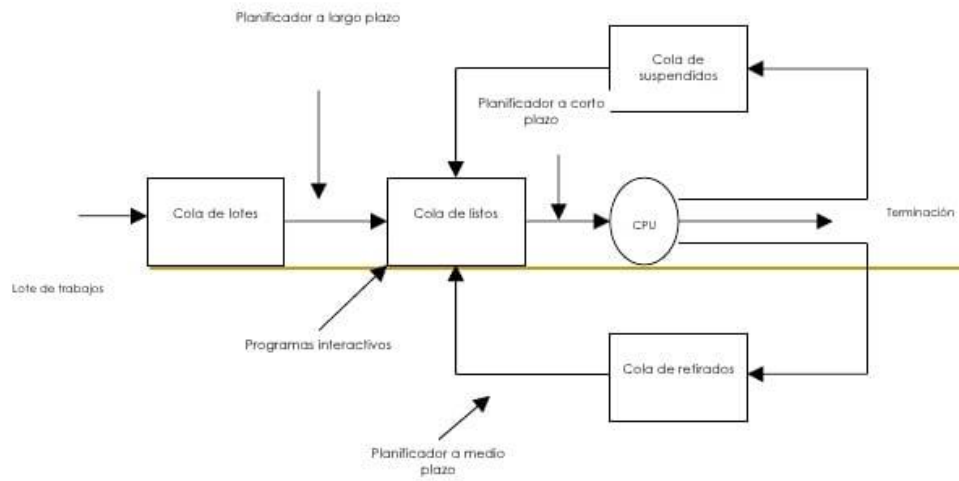 Planificador a largo plazo
Cola de
suspendidos
Planificador a corto
plazo
Cola de lotes
Cola de listos
CPU
Terminación
Lote de trabajos
Programas interactivos
Cola de retirados
Planificador a medio
plazo